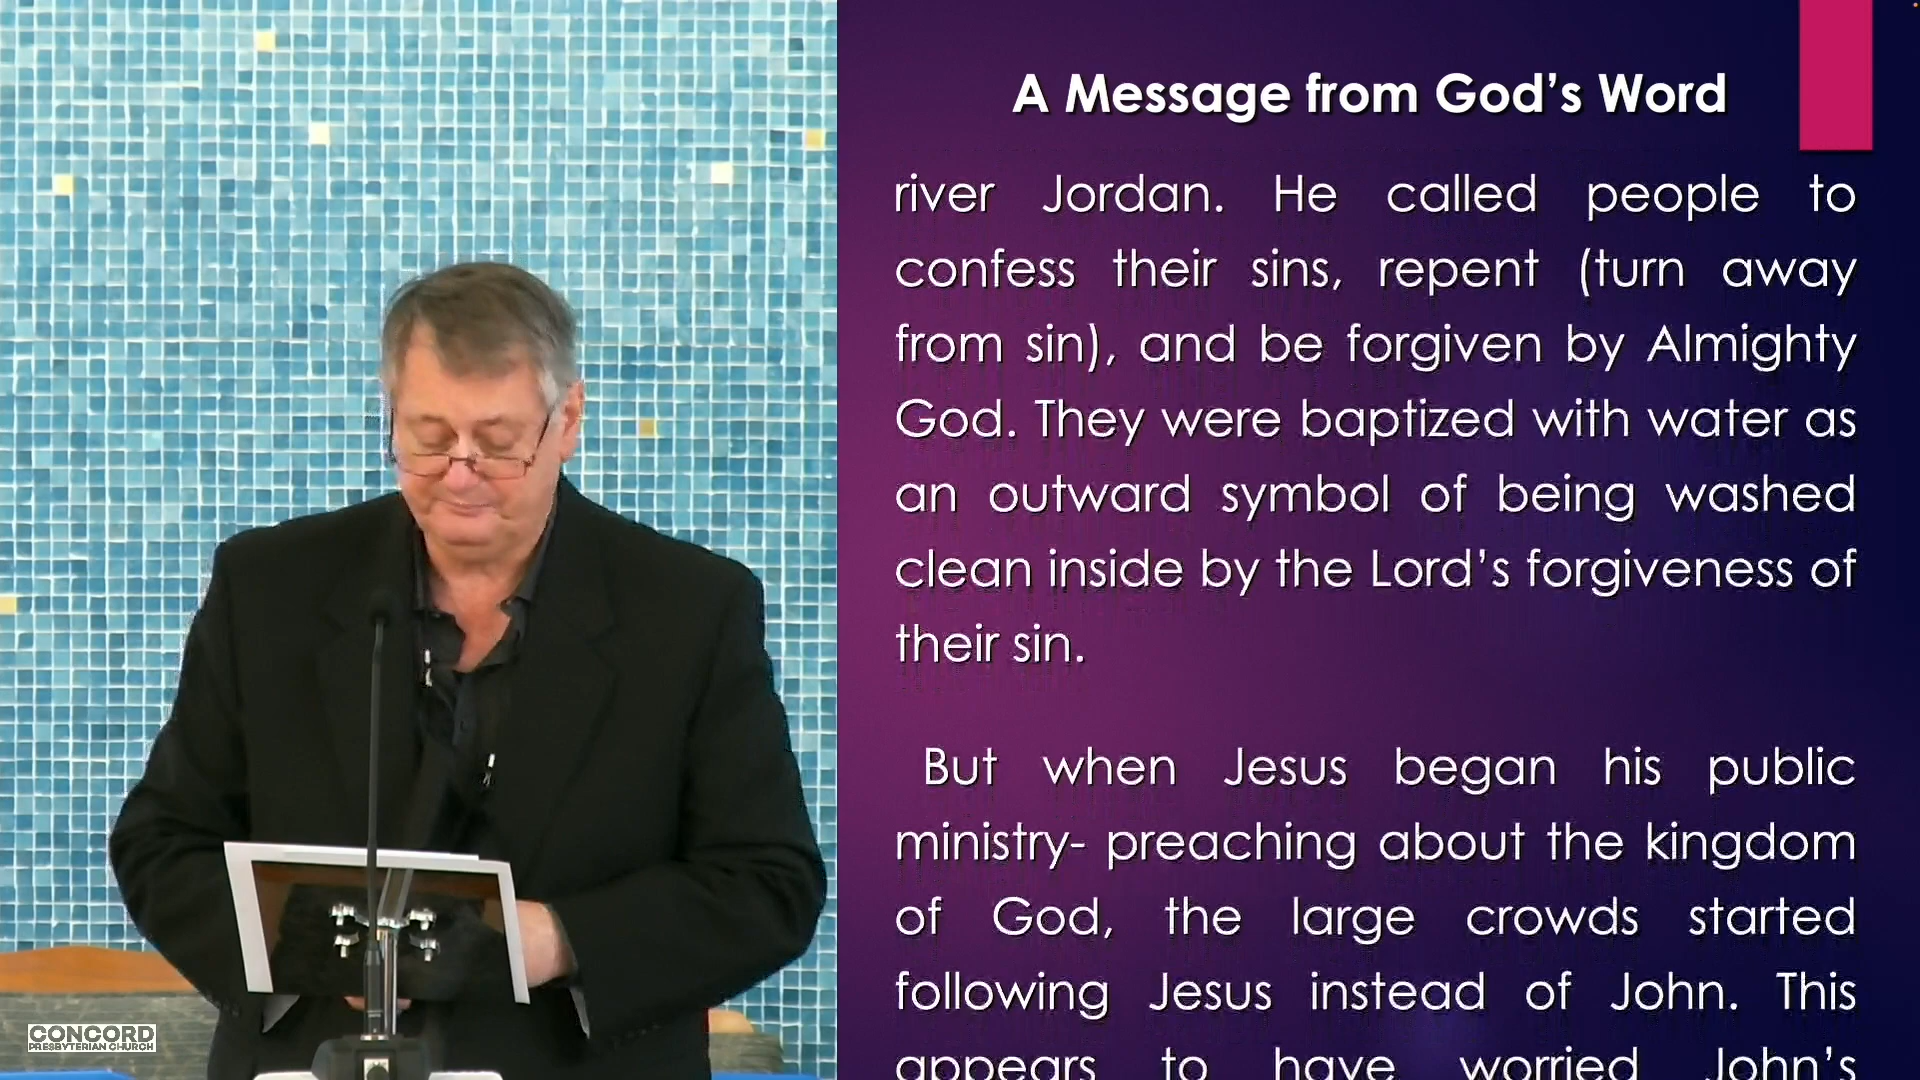 A Message from God’s Word
river Jordan. He called people to
confess their sins, repent (turn away
from sin), and be forgiven by Almighty
God. They were baptized with water as
an outward symbol of being washed
clean inside by the Lord’s forgiveness of
their sin.
But when Jesus began his public
ministry- preaching about the kingdom
of God, the large crowds started
following Jesus instead of John. This
appears to have worried John’s
CONCORD
PRESBYTERIAN CHURCH